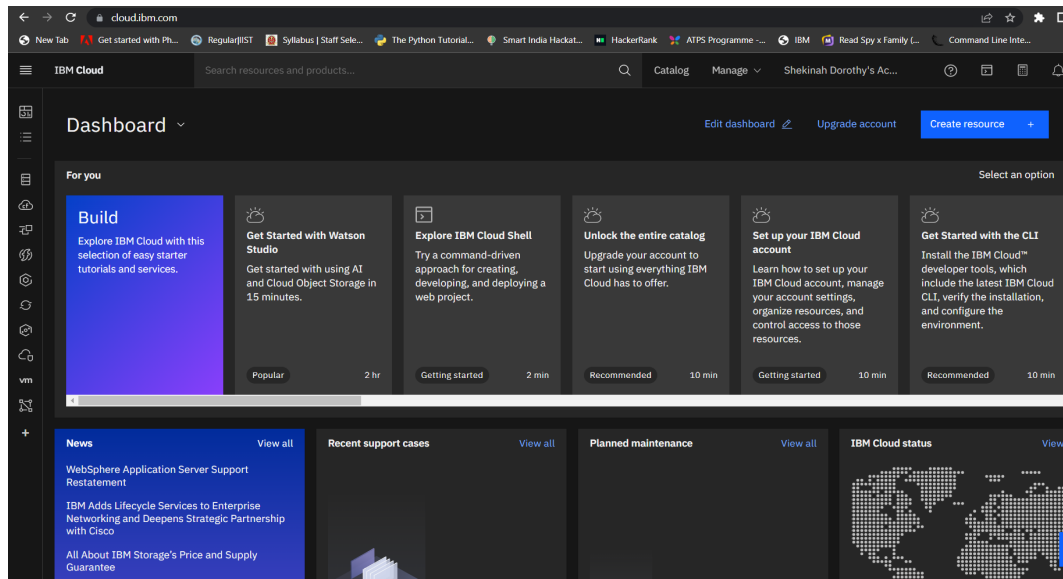 cloud.ibm.com
New Tab Get started with Ph... Regular|IIST Syllabus | Staff Sele... The Python Tutorial... Smart India Hackat... HackerRank ATPS Programme -... IBM Read Spy x Family (... Command Line Inte...
IBM Cloud Search resources and products... Catalog Manage Shekinah Dorothy's Ac...
Dashboard
Edit dashboard Upgrade account Create resource +
For you
Select an option
Build
Explore IBM Cloud with this
selection of easy starter
tutorials and services.
Get Started with Watson
Studio
Get started with using AI
and Cloud Object Storage in
15 minutes.
Popular 2 hr
Explore IBM Cloud Shell
Try a command-driven
approach for creating,
developing, and deploying a
web project.
Getting started 2 min
Unlock the entire catalog
Upgrade your account to
start using everything IBM
Cloud has to offer.
Recommended 10 min
Set up your IBM Cloud
account
Learn how to set up your
IBM Cloud account, manage
your account settings,
organize resources, and
control access to those
resources.
Getting started 10 min
Get Started with the CLI
Install the IBM Cloud™
developer tools, which
include the latest IBM Cloud
CLI, verify the installation,
and configure the
environment.
Recommended 10 min
vm
News View all
WebSphere Application Server Support
Restatement
IBM Adds Lifecycle Services to Enterprise
Networking and Deepens Strategic Partnership
with Cisco
All About IBM Storage's Price and Supply
Guarantee
Recent support cases View all
Planned maintenance View all
IBM Cloud status View